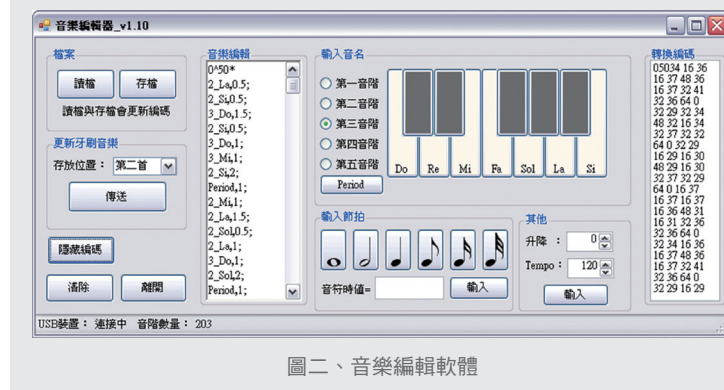 音樂編輯器_v1.10
檔案
讀檔
存檔
讀檔與存檔會更新編碼
更新牙刷音樂
存放位置：
第二首
傳送
隱藏編碼
清除
離開
音樂編輯
0^50*
2_La,0.5;
2_Si,0.5;
3_Do,1.5;
2_Si,0.5;
3_Do,1;
3_Mi,1;
2_Si,2;
Period,1;
2_Mi,1;
2_La,1.5;
2_Sol,0.5;
2_La,1;
3_Do,1;
2_Sol,2;
Period,1;
輸入音名
第一音階
第二音階
第三音階
第四音階
第五音階
Period
Do Re Mi Fa Sol La Si
輸入節拍
音符時值=
輸入
其他
升降 ： 0
Tempo： 120
輸入
轉換編碼
05034 16 36
16 37 48 36
16 37 32 41
32 36 64 0
32 29 32 34
48 32 16 34
32 37 32 32
64 0 32 29
16 29 16 30
48 29 16 30
32 37 32 29
64 0 16 37
16 37 16 37
16 36 48 31
16 31 32 36
32 36 64 0
32 34 16 36
16 37 48 36
16 37 32 41
32 36 64 0
32 29 16 29
USB裝置： 連接中 音階數量： 203
圖二、音樂編輯軟體